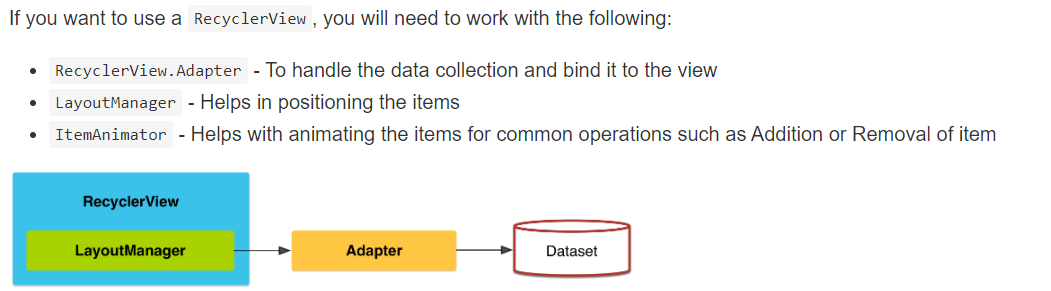 If you want to use a RecyclerView , you will need to work with the following:
RecyclerView.Adapter - To handle the data collection and bind it to the view
LayoutManager - Helps in positioning the items
ItemAnimator - Helps with animating the items for common operations such as Addition or Removal of item
RecyclerView
LayoutManager
Adapter
Dataset